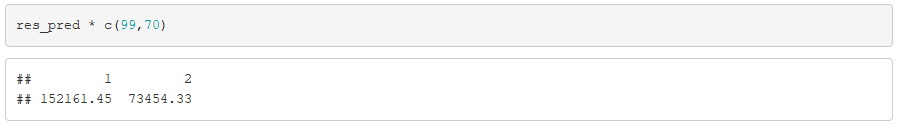 res_pred * c(99,70)
##         1        2
## 152161.45 73454.33